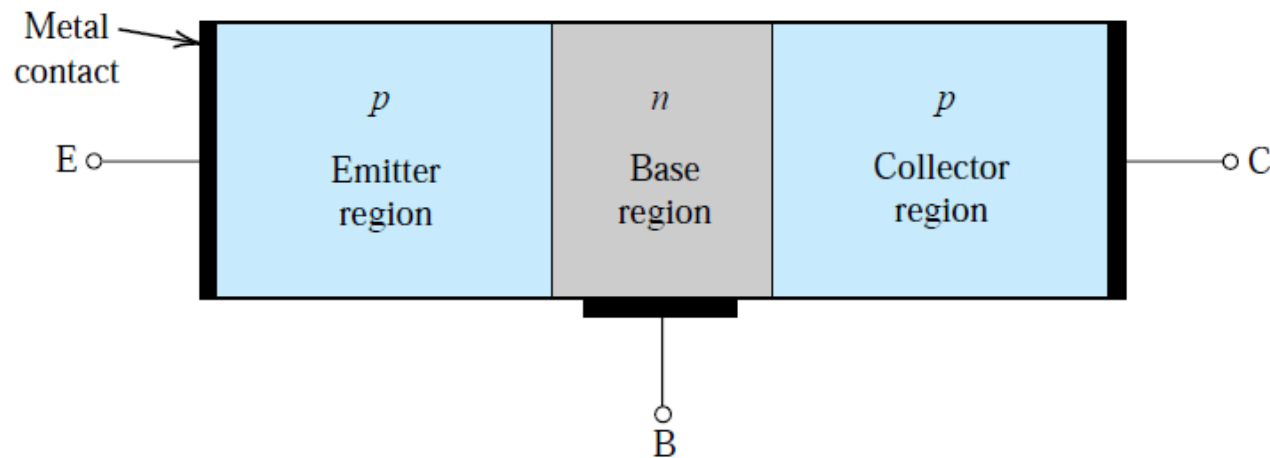 Metal
contact
p
n
p
E
Emitter
region
Base
region
Collector
region
C
B